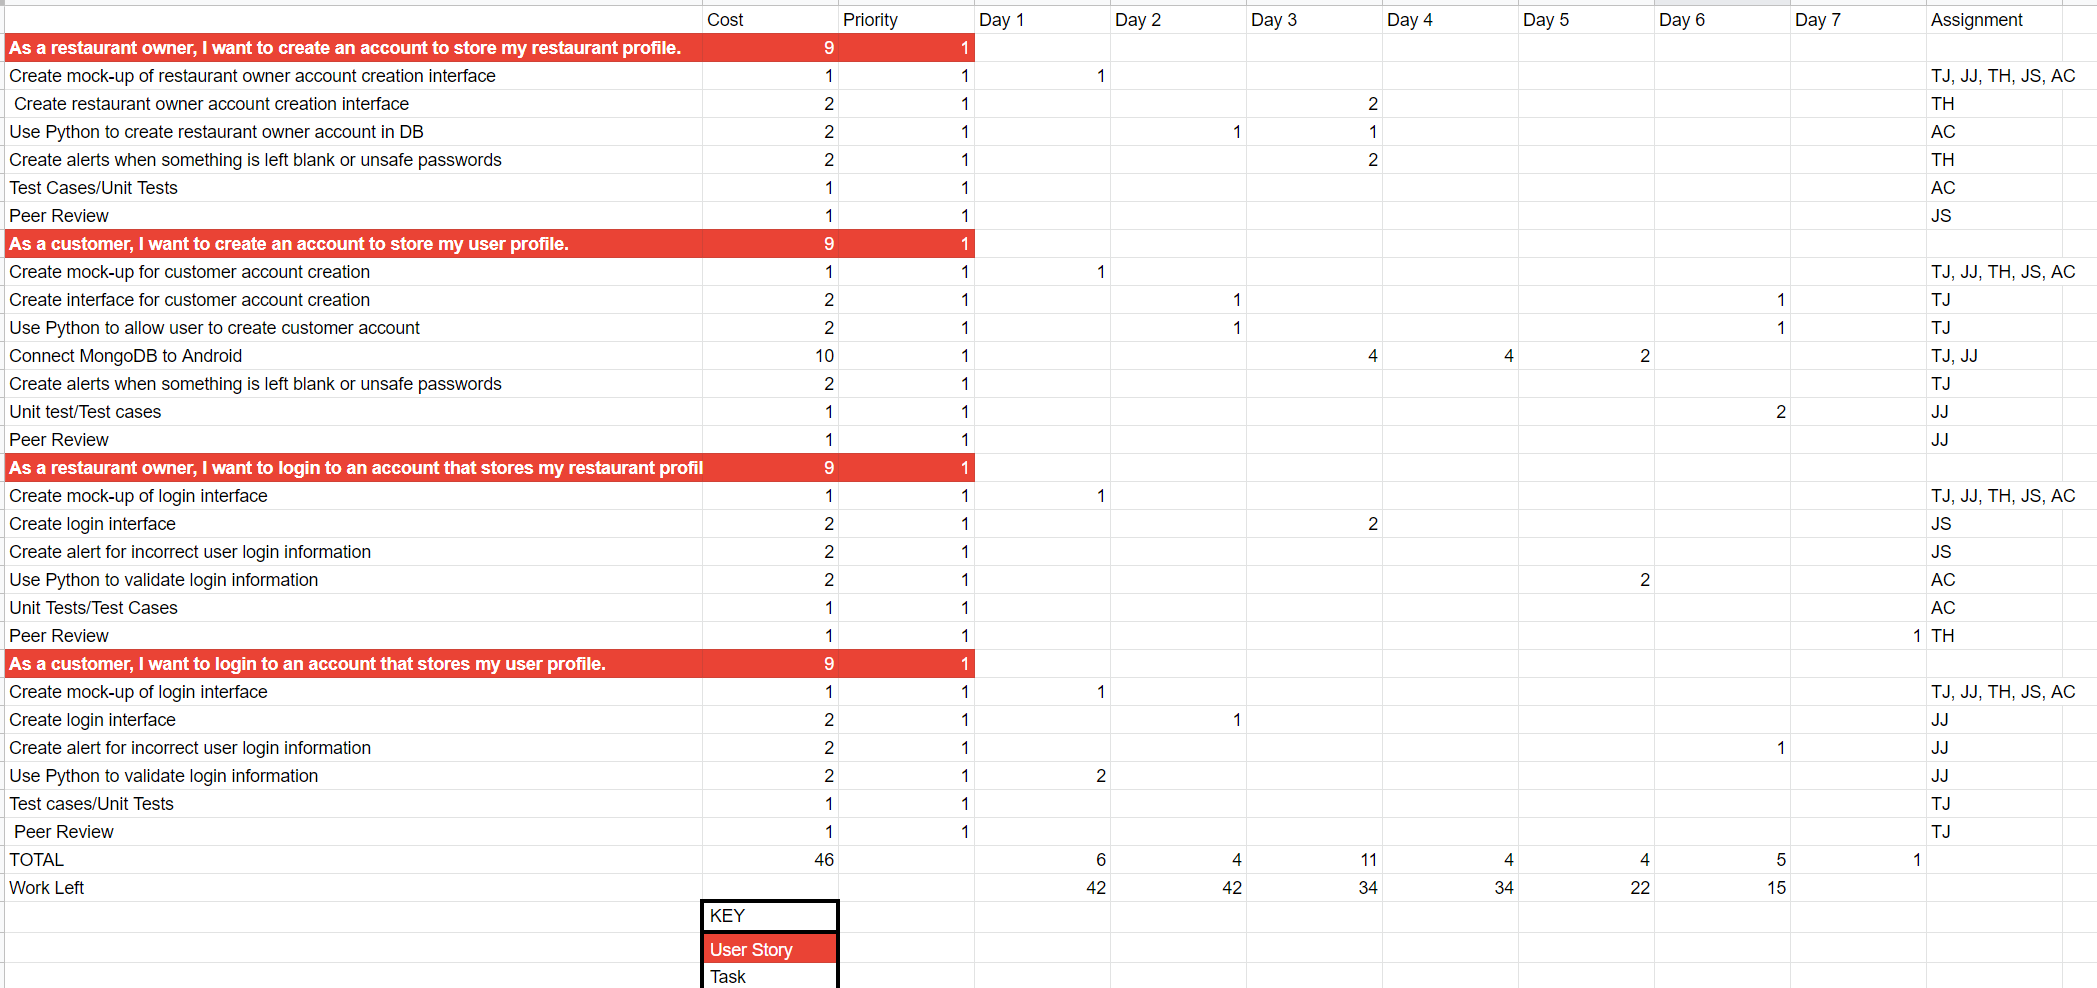 Cost Priority Day 1 Day 2 Day 3 Day 4 Day 5 Day 6 Day 7 Assignment
As a restaurant owner, I want to create an account to store my restaurant profile. 9 1
Create mock-up of restaurant owner account creation interface 1 1 1 TJ, JJ, TH, JS, AC
Create restaurant owner account creation interface 2 1 2 TH
Use Python to create restaurant owner account in DB 2 1 1 1 AC
Create alerts when something is left blank or unsafe passwords 2 1 2 TH
Test Cases/Unit Tests 1 1 AC
Peer Review 1 1 JS
As a customer, I want to create an account to store my user profile. 9 1
Create mock-up for customer account creation 1 1 1 TJ, JJ, TH, JS, AC
Create interface for customer account creation 2 1 1 1 TJ
Use Python to allow user to create customer account 2 1 1 1 TJ
Connect MongoDB to Android 10 1 4 4 2 TJ, JJ
Create alerts when something is left blank or unsafe passwords 2 1 TJ
Unit test/Test cases 1 1 2 JJ
Peer Review 1 1 JJ
As a restaurant owner, I want to login to an account that stores my restaurant profil 9 1
Create mock-up of login interface 1 1 1 TJ, JJ, TH, JS, AC
Create login interface 2 1 2 JS
Create alert for incorrect user login information 2 1 JS
Use Python to validate login information 2 1 2 AC
Unit Tests/Test Cases 1 1 AC
Peer Review 1 1 1 TH
As a customer, I want to login to an account that stores my user profile. 9 1
Create mock-up of login interface 1 1 1 TJ, JJ, TH, JS, AC
Create login interface 2 1 1 JJ
Create alert for incorrect user login information 2 1 1 JJ
Use Python to validate login information 2 1 2 JJ
Test cases/Unit Tests 1 1 TJ
Peer Review 1 1 TJ
TOTAL 46 6 4 11 4 4 5 1
Work Left 42 42 34 34 22 15
KEY
User Story
Task